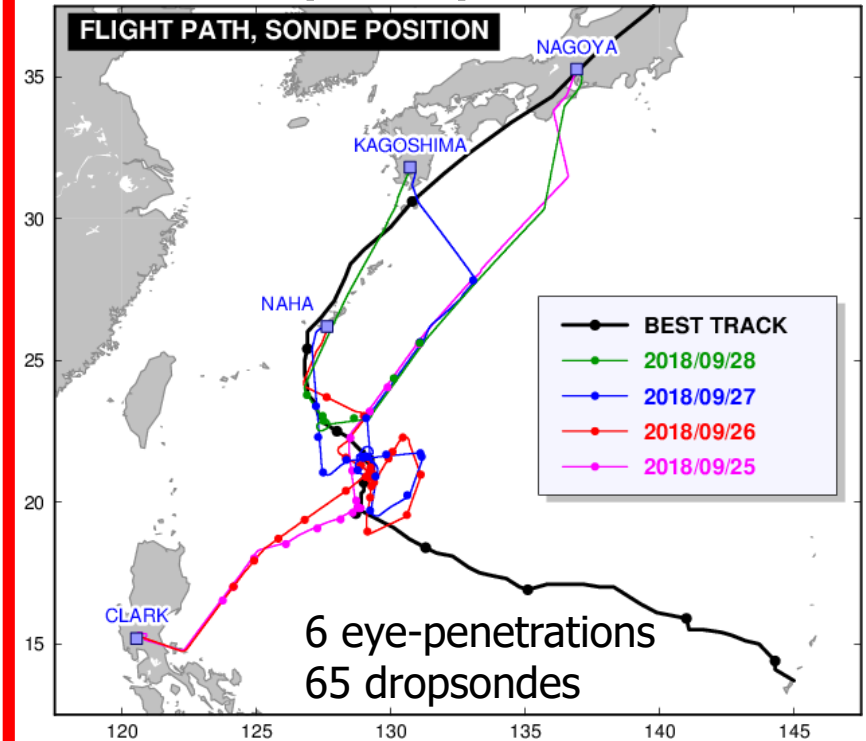 FLIGHT PATH, SONDE POSITION
NAGOYA
35
KAGOSHIMA
30
NAHA
BEST TRACK
2018/09/28
2018/09/27
2018/09/26
2018/09/25
25
20
CLARK
15
6 eye-penetrations
65 dropsondes
120 125 130 135 140 145